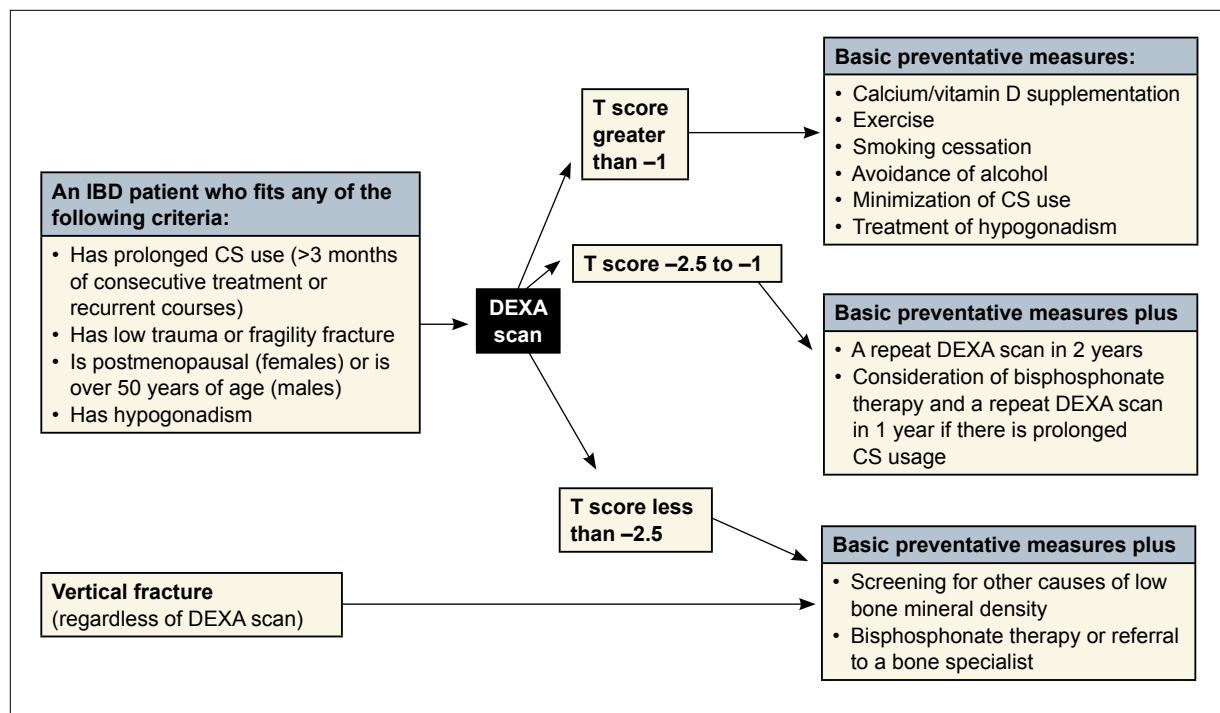 An IBD patient who fits any of the
following criteria:
• Has prolonged CS use (>3 months
of consecutive treatment or
recurrent courses)
• Has low trauma or fragility fracture
• Is postmenopausal (females) or is
over 50 years of age (males)
• Has hypogonadism
Vertical fracture
(regardless of DEXA scan)
DEXA
scan
T score
greater
than –1
T score –2.5 to –1
T score less
than –2.5
Basic preventative measures:
• Calcium/vitamin D supplementation
• Exercise
• Smoking cessation
• Avoidance of alcohol
• Minimization of CS use
• Treatment of hypogonadism
Basic preventative measures plus
• A repeat DEXA scan in 2 years
• Consideration of bisphosphonate
therapy and a repeat DEXA scan
in 1 year if there is prolonged
CS usage
Basic preventative measures plus
• Screening for other causes of low
bone mineral density
• Bisphosphonate therapy or referral
to a bone specialist